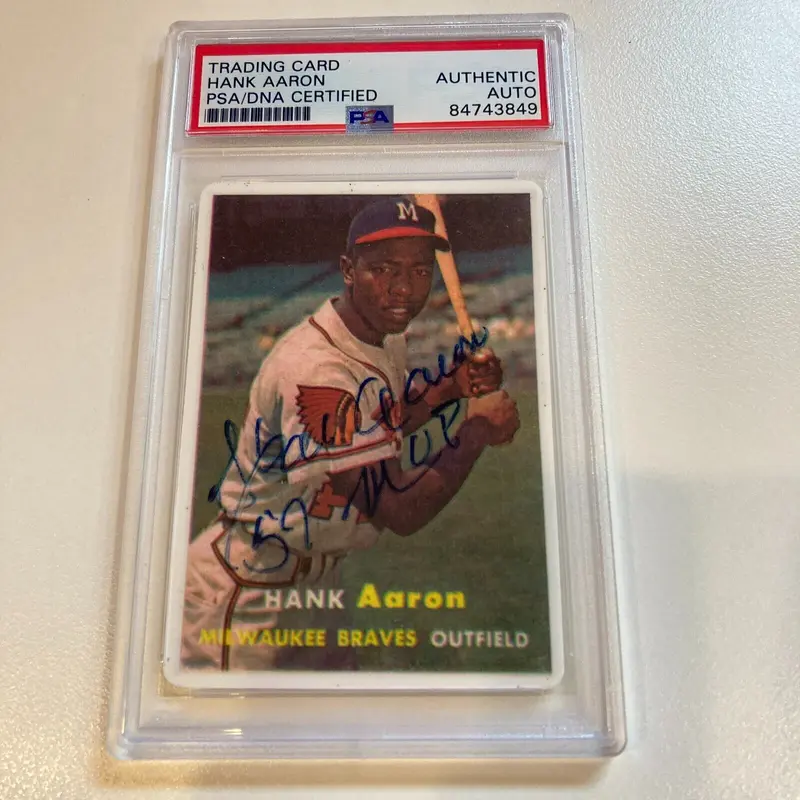 TRADING CARD
HANK AARON
PSA/DNA CERTIFIED
AUTHENTIC
AUTO
84743849
PSA
M
Hank Aaron
57 MVP
HANK Aaron
MILWAUKEE BRAVES OUTFIELD